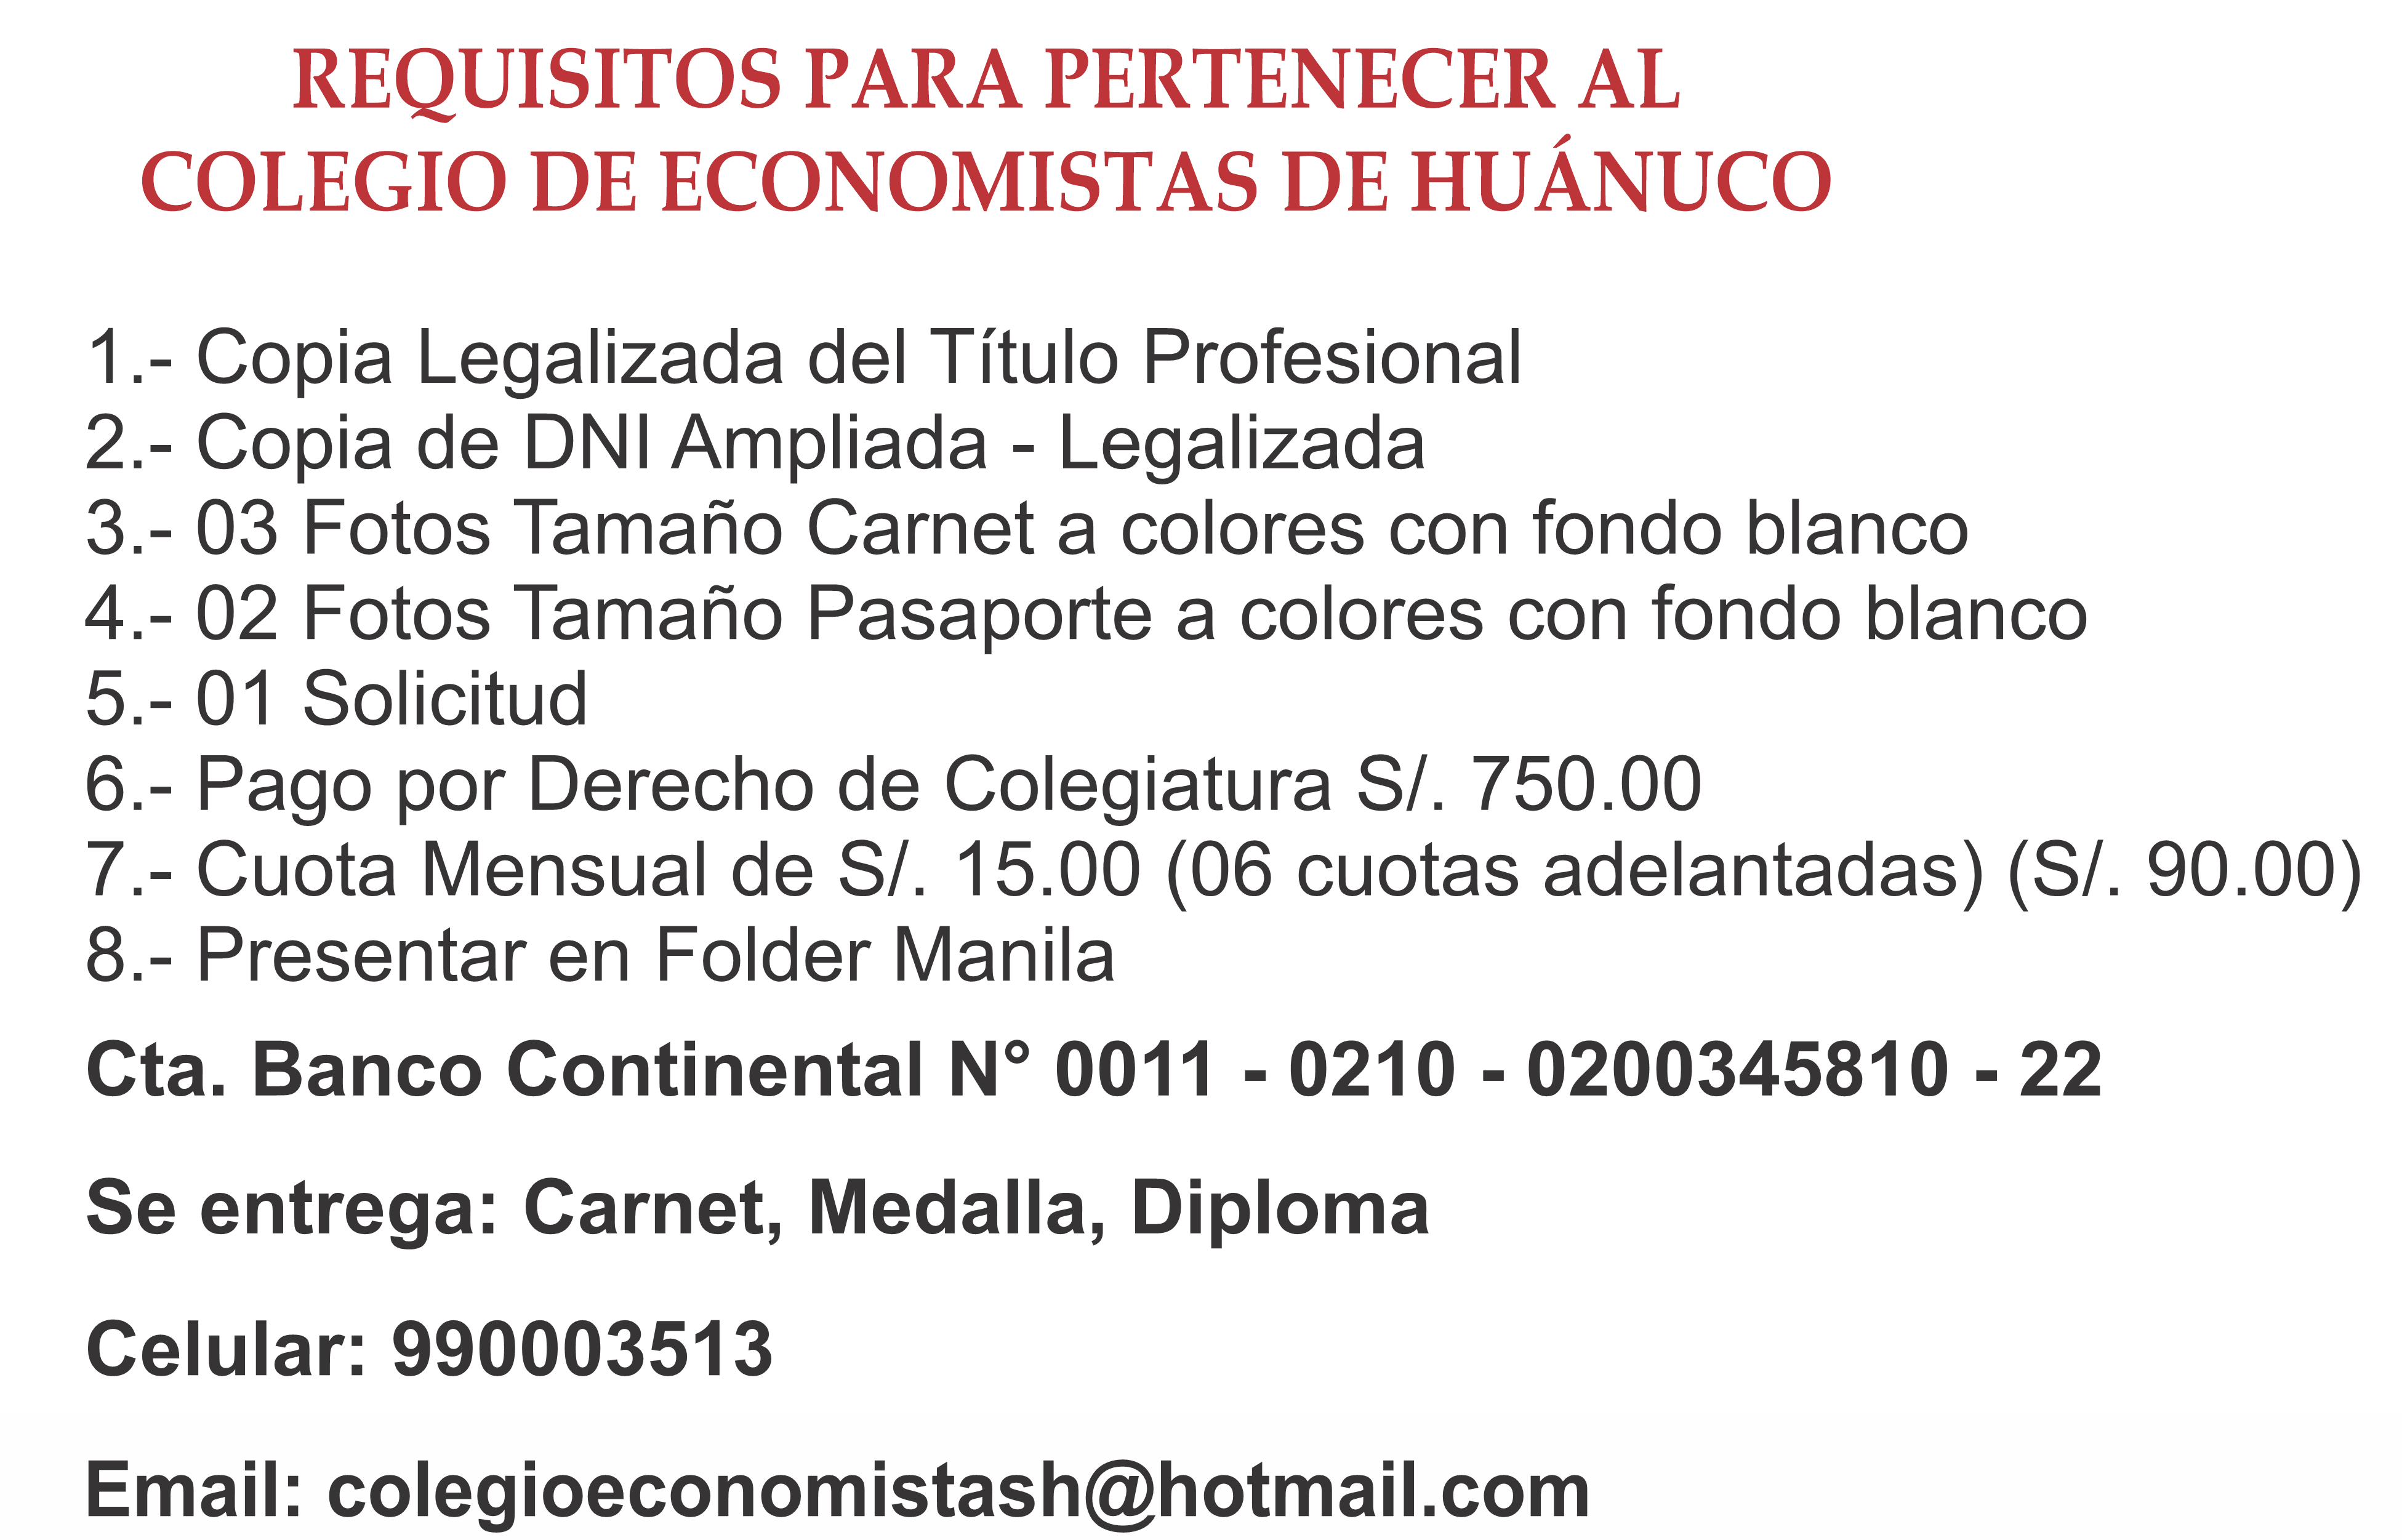 REQUISITOS PARA PERTENECER AL
COLEGIO DE ECONOMISTAS DE HUÁNUCO
1.- Copia Legalizada del Título Profesional
2.- Copia de DNI Ampliada - Legalizada
3.- 03 Fotos Tamaño Carnet a colores con fondo blanco
4.- 02 Fotos Tamaño Pasaporte a colores con fondo blanco
5.- 01 Solicitud
6.- Pago por Derecho de Colegiatura S/. 750.00
7.- Cuota Mensual de S/. 15.00 (06 cuotas adelantadas) (S/. 90.00)
8.- Presentar en Folder Manila
Cta. Banco Continental N° 0011 - 0210 - 0200345810 - 22
Se entrega: Carnet, Medalla, Diploma
Celular: 990003513
Email: colegioeconomistash@hotmail.com